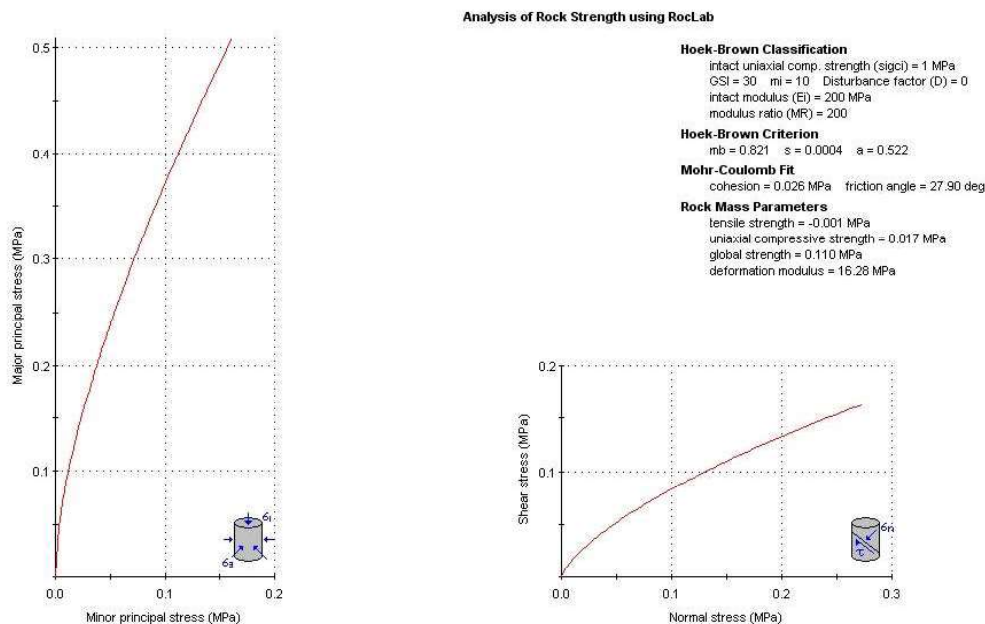 Analysis of Rock Strength using RocLab
Hoek-Brown Classification
intact uniaxial comp. strength (sigci) = 1 MPa
GSI = 30 mi = 10 Disturbance factor (D) = 0
intact modulus (Ei) = 200 MPa
modulus ratio (MR) = 200
Hoek-Brown Criterion
mb = 0.821 s = 0.0004 a = 0.522
Mohr-Coulomb Fit
cohesion = 0.026 MPa friction angle = 27.90 deg
Rock Mass Parameters
tensile strength = -0.001 MPa
uniaxial compressive strength = 0.017 MPa
global strength = 0.110 MPa
deformation modulus = 16.28 MPa
Major principal stress (MPa)
0.5
0.4
0.3
0.2
0.1
σ1
σ3
0.0 0.1 0.2
Minor principal stress (MPa)
Shear stress (MPa)
0.2
0.1
σn
τ
0.0 0.1 0.2 0.3
Normal stress (MPa)